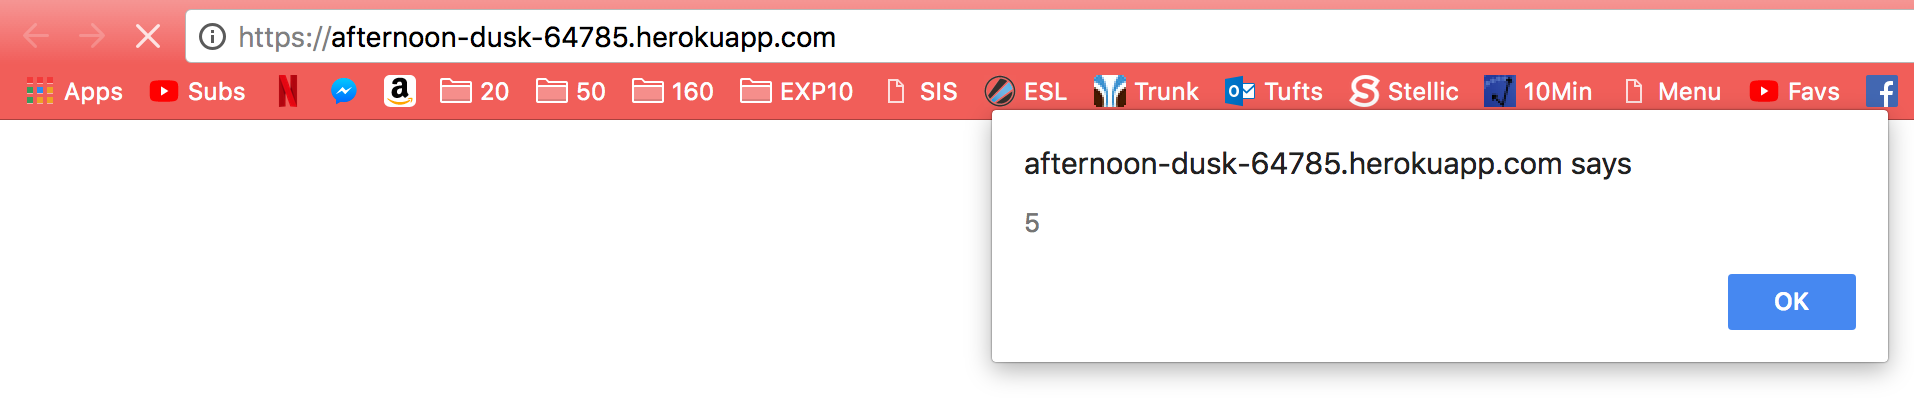 https://afternoon-dusk-64785.herokuapp.com
Apps Subs N a 20 50 160 EXP10 SIS ESL Trunk Tufts Stellic 10Min Menu Favs f
afternoon-dusk-64785.herokuapp.com says
5
OK